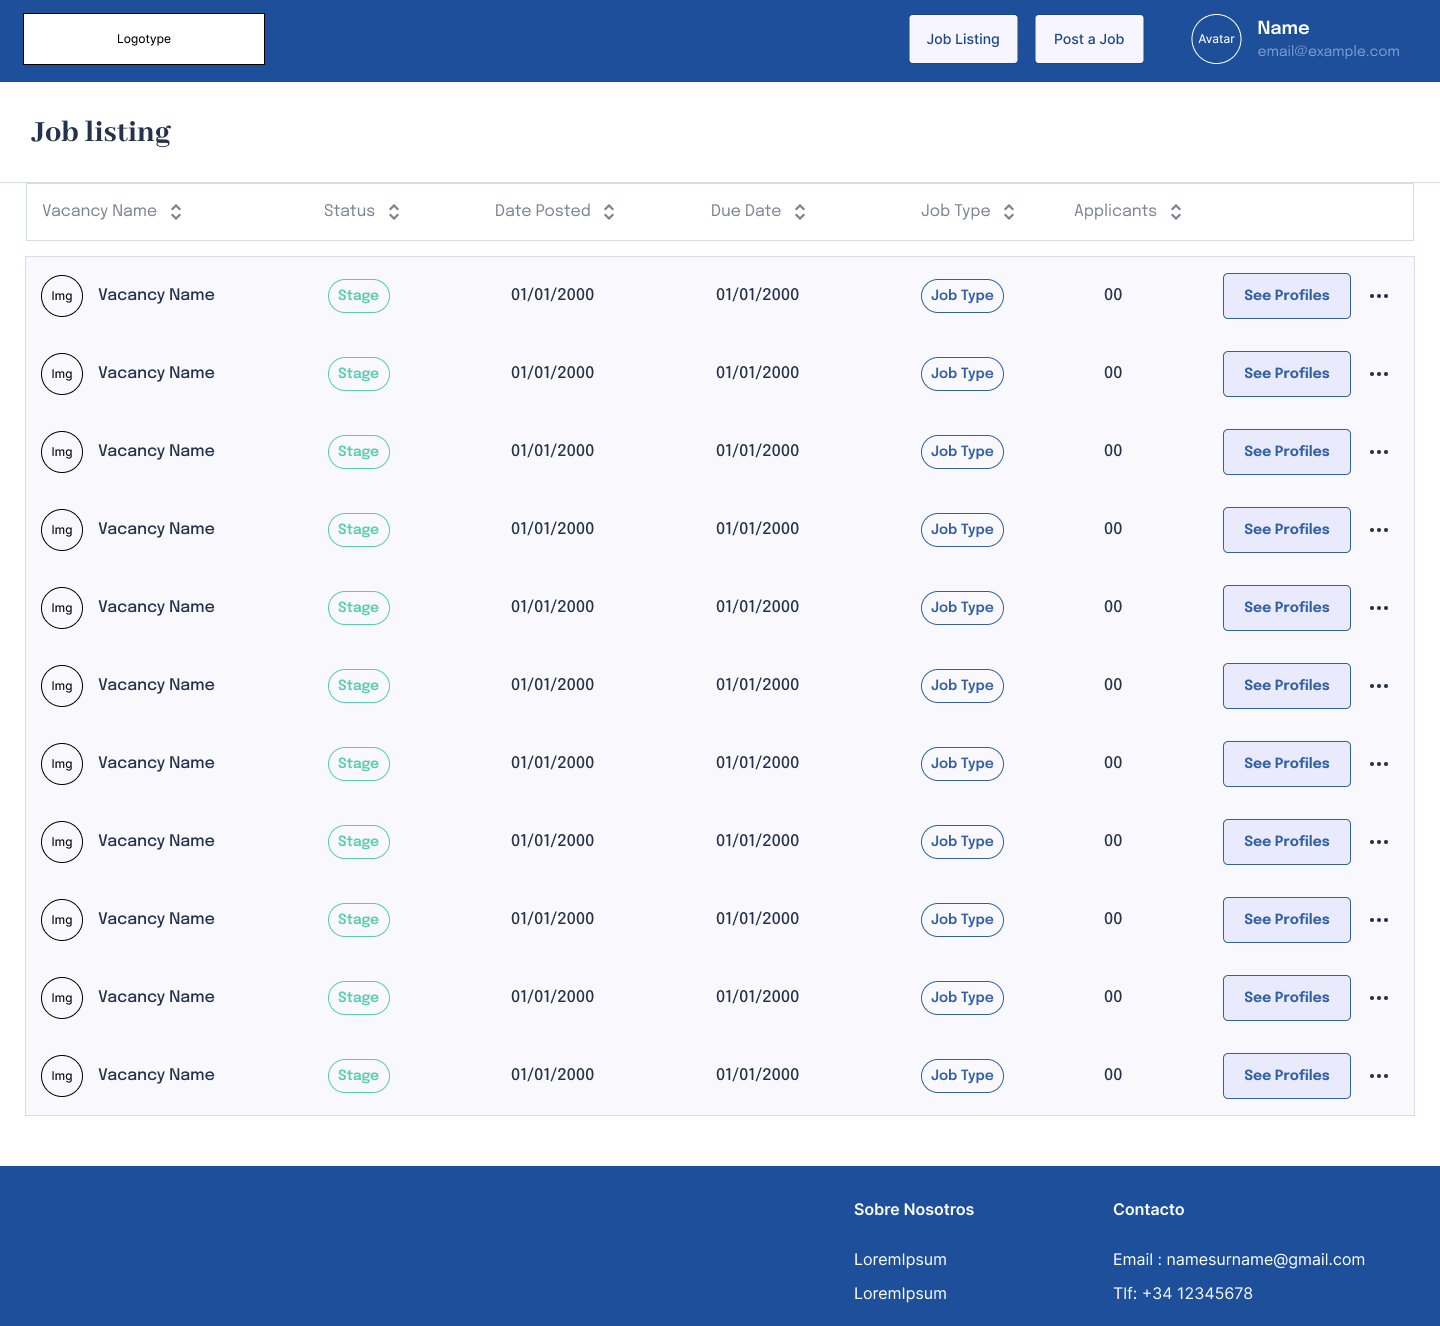 Logotype
Job Listing
Post a Job
Avatar
Name
email@example.com
Job listing
Vacancy Name Status Date Posted Due Date Job Type Applicants
Img Vacancy Name Stage 01/01/2000 01/01/2000 Job Type 00 See Profiles
Img Vacancy Name Stage 01/01/2000 01/01/2000 Job Type 00 See Profiles
Img Vacancy Name Stage 01/01/2000 01/01/2000 Job Type 00 See Profiles
Img Vacancy Name Stage 01/01/2000 01/01/2000 Job Type 00 See Profiles
Img Vacancy Name Stage 01/01/2000 01/01/2000 Job Type 00 See Profiles
Img Vacancy Name Stage 01/01/2000 01/01/2000 Job Type 00 See Profiles
Img Vacancy Name Stage 01/01/2000 01/01/2000 Job Type 00 See Profiles
Img Vacancy Name Stage 01/01/2000 01/01/2000 Job Type 00 See Profiles
Img Vacancy Name Stage 01/01/2000 01/01/2000 Job Type 00 See Profiles
Img Vacancy Name Stage 01/01/2000 01/01/2000 Job Type 00 See Profiles
Img Vacancy Name Stage 01/01/2000 01/01/2000 Job Type 00 See Profiles
Sobre Nosotros
LoremIpsum
LoremIpsum
Contacto
Email : namesurname@gmail.com
Tlf: +34 12345678